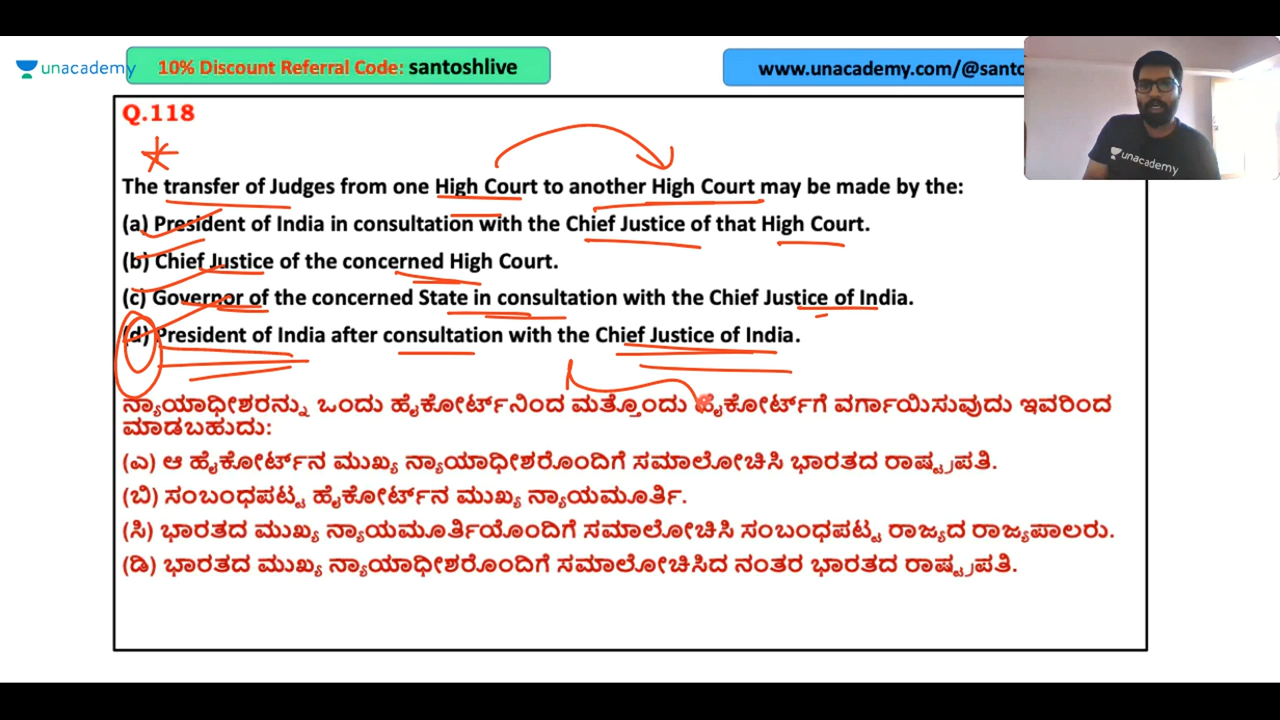 unacademy
10% Discount Referral Code: santoshlive
www.unacademy.com/@santo
unacademy
Q.118
The transfer of Judges from one High Court to another High Court may be made by the:
(a) President of India in consultation with the Chief Justice of that High Court.
(b) Chief Justice of the concerned High Court.
(c) Governor of the concerned State in consultation with the Chief Justice of India.
(d) President of India after consultation with the Chief Justice of India.
ನ್ಯಾಯಾಧೀಶರನ್ನು ಒಂದು ಹೈಕೋರ್ಟ್‌ನಿಂದ ಮತ್ತೊಂದು ಹೈಕೋರ್ಟ್‌ಗೆ ವರ್ಗಾಯಿಸುವುದು ಇವರಿಂದ
ಮಾಡಬಹುದು:
(ಎ) ಆ ಹೈಕೋರ್ಟ್‌ನ ಮುಖ್ಯ ನ್ಯಾಯಾಧೀಶರೊಂದಿಗೆ ಸಮಾಲೋಚಿಸಿ ಭಾರತದ ರಾಷ್ಟ್ರಪತಿ.
(ಬಿ) ಸಂಬಂಧಪಟ್ಟ ಹೈಕೋರ್ಟ್‌ನ ಮುಖ್ಯ ನ್ಯಾಯಮೂರ್ತಿ.
(ಸಿ) ಭಾರತದ ಮುಖ್ಯ ನ್ಯಾಯಮೂರ್ತಿಯೊಂದಿಗೆ ಸಮಾಲೋಚಿಸಿ ಸಂಬಂಧಪಟ್ಟ ರಾಜ್ಯದ ರಾಜ್ಯಪಾಲರು.
(ಡಿ) ಭಾರತದ ಮುಖ್ಯ ನ್ಯಾಯಾಧೀಶರೊಂದಿಗೆ ಸಮಾಲೋಚಿಸಿದ ನಂತರ ಭಾರತದ ರಾಷ್ಟ್ರಪತಿ.